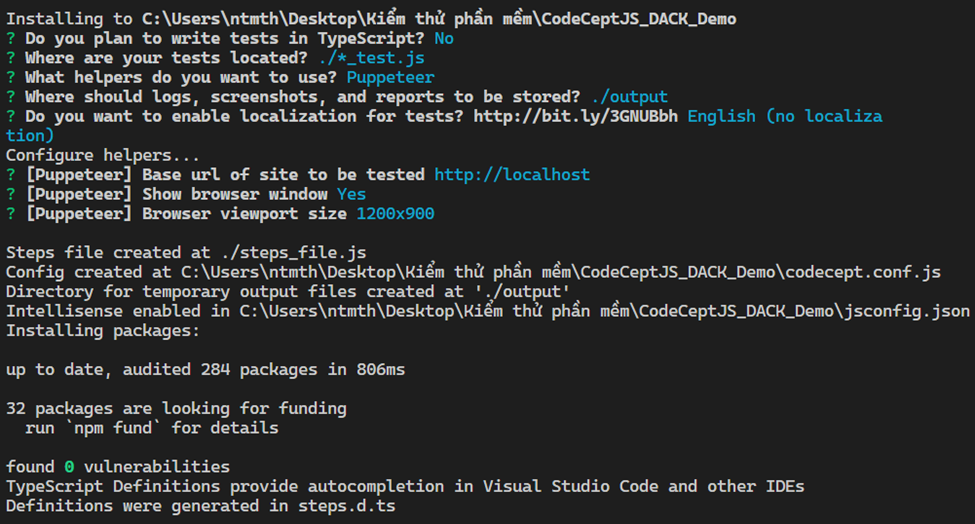 Installing to C:\Users\ntmth\Desktop\Kiểm thử phần mềm\CodeCeptJS_DACK_Demo
? Do you plan to write tests in TypeScript? No
? Where are your tests located? ./*_test.js
? What helpers do you want to use? Puppeteer
? Where should logs, screenshots, and reports to be stored? ./output
? Do you want to enable localization for tests? http://bit.ly/3GNUBbh English (no localiza
tion)
Configure helpers...
? [Puppeteer] Base url of site to be tested http://localhost
? [Puppeteer] Show browser window Yes
? [Puppeteer] Browser viewport size 1200x900

Steps file created at ./steps_file.js
Config created at C:\Users\ntmth\Desktop\Kiểm thử phần mềm\CodeCeptJS_DACK_Demo\codecept.conf.js
Directory for temporary output files created at './output'
Intellisense enabled in C:\Users\ntmth\Desktop\Kiểm thử phần mềm\CodeCeptJS_DACK_Demo\jsconfig.json
Installing packages:

up to date, audited 284 packages in 806ms

32 packages are looking for funding
  run `npm fund` for details

found 0 vulnerabilities
TypeScript Definitions provide autocompletion in Visual Studio Code and other IDEs
Definitions were generated in steps.d.ts